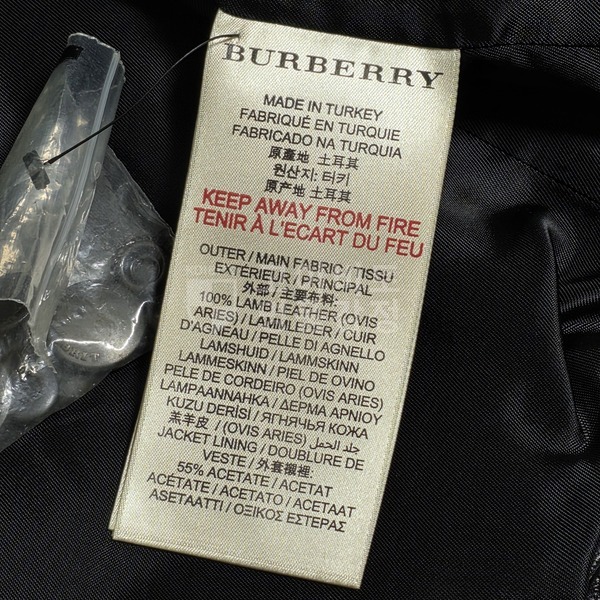 BURBERRY
MADE IN TURKEY
FABRIQUÉ EN TURQUIE
FABRICADO NA TURQUIA
原產地 土耳其
원산지: 터키
原产地 土耳其
KEEP AWAY FROM FIRE
TENIR À L'ECART DU FEU
OUTER / MAIN FABRIC / TISSU
EXTÉRIEUR / PRINCIPAL
外部 / 主要布料:
100% LAMB LEATHER (OVIS
ARIES) / LAMMLEDER / CUIR
D'AGNEAU / PELLE DI AGNELLO
LAMSHUID / LAMMSKINN
LAMMESKINN / PIEL DE OVINO
PELE DE CORDEIRO (OVIS ARIES)
LAMPAANNAHKA / ΔΕΡΜΑ ΑΡΝΙΟΥ
KUZU DERİSİ / ЯГНЯЧЬЯ КОЖА
羔羊皮 / (OVIS ARIES) جلد الحمل
JACKET LINING / DOUBLURE DE
VESTE / 外套襯裡:
55% ACETATE / ACETAT
ACÉTATE / ACETATO / ACETAAT
ASETAATTI / ΟΞΙΚΟΣ ΕΣΤΕΡΑΣ